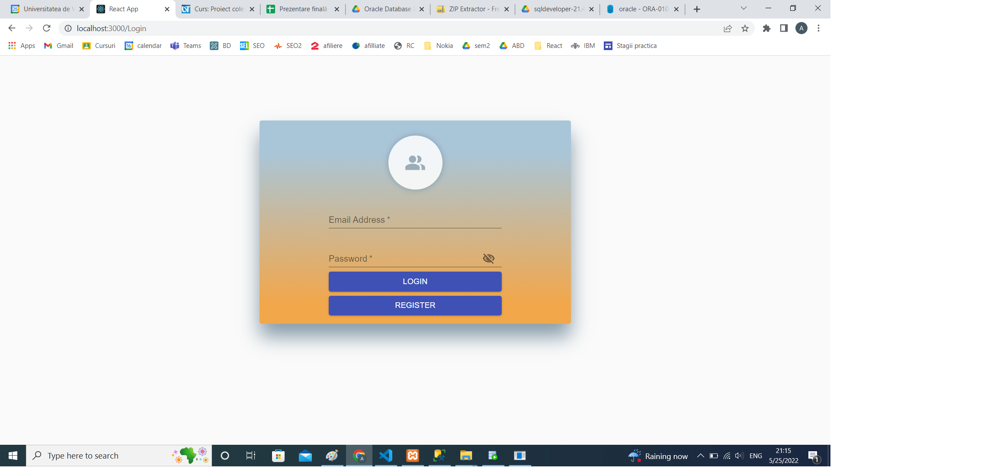 25 Universitatea de V
React App
Curs: Proiect cole
Prezentare finală
Oracle Database X
ZIP Extractor - Fre
sqldeveloper-21.4
oracle - ORA-010
localhost:3000/Login
A
Apps
Gmail
Cursuri
16 calendar
Teams
BD
SEL SEO
SEO2
afiliere
afilliate
RC
Nokia
sem2
ABD
React
IBM
Stagii practica
Email Address *
Password *
LOGIN
REGISTER
Type here to search
A
Raining now
ENG
21:15
5/25/2022
1